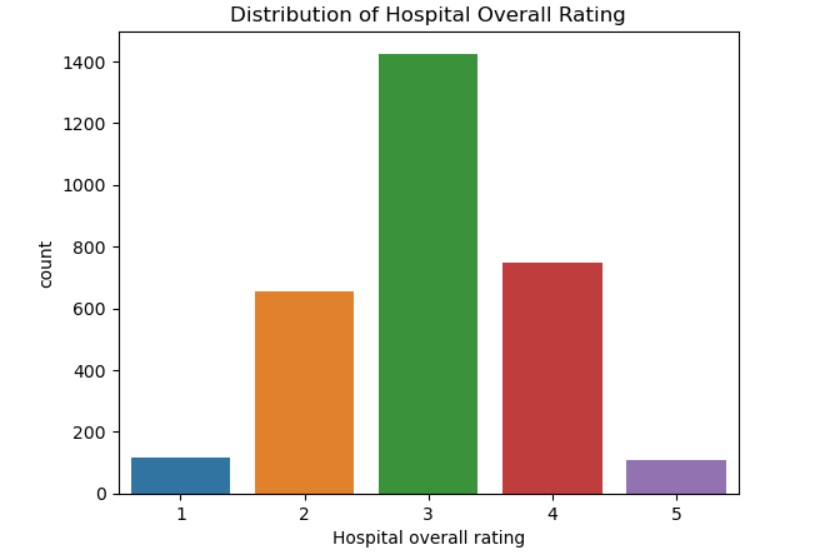 Distribution of Hospital Overall Rating
1400
1200
1000
800
600
400
200
0
count
1 2 3 4 5
Hospital overall rating